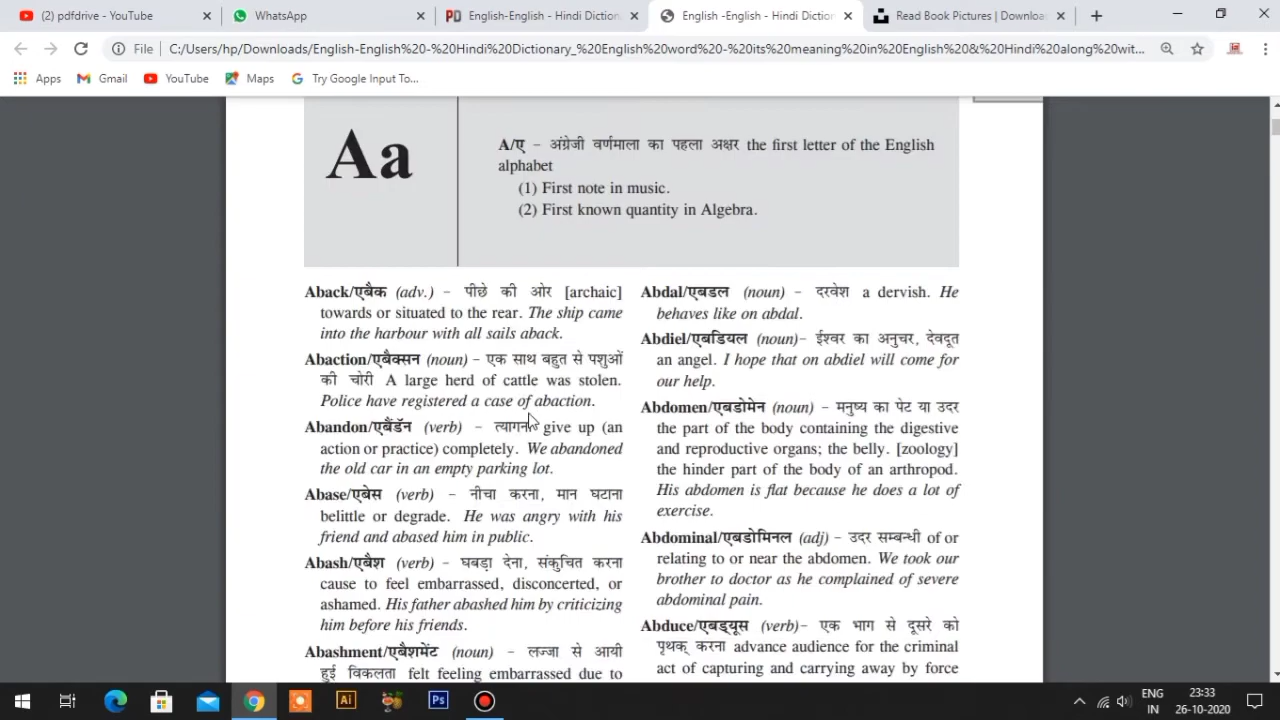 (2) pdfdrive - YouTube
WhatsApp
English-English - Hindi Diction
English -English - Hindi Diction
Read Book Pictures | Downloa
File
C:/Users/hp/Downloads/English-English%20-%20Hindi%20Dictionary_%20English%20word%20-%20its%20meaning%20in%20English%20&%20Hindi%20along%20wit...
Apps
Gmail
YouTube
Maps
Try Google Input To...
Aa
A/ए – अंग्रेजी वर्णमाला का पहला अक्षर the first letter of the English
alphabet
(1) First note in music.
(2) First known quantity in Algebra.
Aback/एबैक (adv.) – पीछे की ओर [archaic]
towards or situated to the rear. The ship came
into the harbour with all sails aback.
Abaction/एबैक्सन (noun) – एक साथ बहुत से पशुओं
की चोरी A large herd of cattle was stolen.
Police have registered a case of abaction.
Abandon/एबैंडॅन (verb) – त्यागन give up (an
action or practice) completely. We abandoned
the old car in an empty parking lot.
Abase/एबेस (verb) – नीचा करना, मान घटाना
belittle or degrade. He was angry with his
friend and abased him in public.
Abash/एबैश (verb) – घबड़ा देना, संकुचित करना
cause to feel embarrassed, disconcerted, or
ashamed. His father abashed him by criticizing
him before his friends.
Abashment/एबैशमेंट (noun) – लज्जा से आयी
हुई विकलता felt feeling embarrassed due to
Abdal/एबडल (noun) – दरवेश a dervish. He
behaves like on abdal.
Abdiel/एबडियल (noun)– ईश्वर का अनुचर, देवदूत
an angel. I hope that on abdiel will come for
our help.
Abdomen/एबडोमेन (noun) – मनुष्य का पेट या उदर
the part of the body containing the digestive
and reproductive organs; the belly. [zoology]
the hinder part of the body of an arthropod.
His abdomen is flat because he does a lot of
exercise.
Abdominal/एबडोमिनल (adj) – उदर सम्बन्धी of or
relating to or near the abdomen. We took our
brother to doctor as he complained of severe
abdominal pain.
Abduce/एबड्यूस (verb)– एक भाग से दूसरे को
पृथक् करना advance audience for the criminal
act of capturing and carrying away by force
Ai
Ps
ENG
IN
23:33
26-10-2020